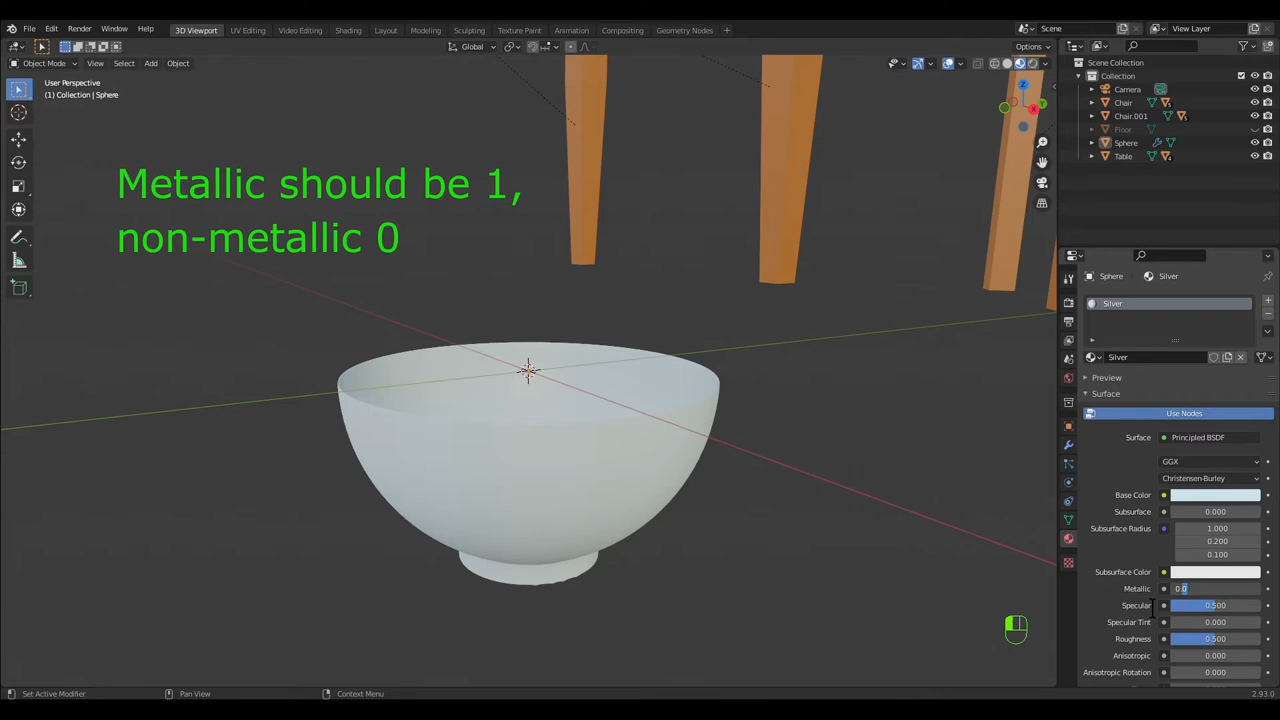 File Edit Render Window Help 3D Viewport UV Editing Video Editing Shading Layout Modeling Sculpting Texture Paint Animation Compositing Geometry Nodes Scene View Layer
Global Options
Object Mode View Select Add Object
User Perspective
(1) Collection | Sphere
Metallic should be 1,
non-metallic 0
Scene Collection
Collection
Camera
Chair
Chair.001
Floor
Sphere
Table
Sphere Silver
Silver
Silver
Preview
Surface
Use Nodes
Surface Principled BSDF
GGX
Christensen-Burley
Base Color
Subsurface 0.000
Subsurface Radius 1.000
0.200
0.100
Subsurface Color
Metallic 0.0
Specular 0.500
Specular Tint 0.000
Roughness 0.500
Anisotropic 0.000
Anisotropic Rotation 0.000
Set Active Modifier Pan View Context Menu 2.93.0